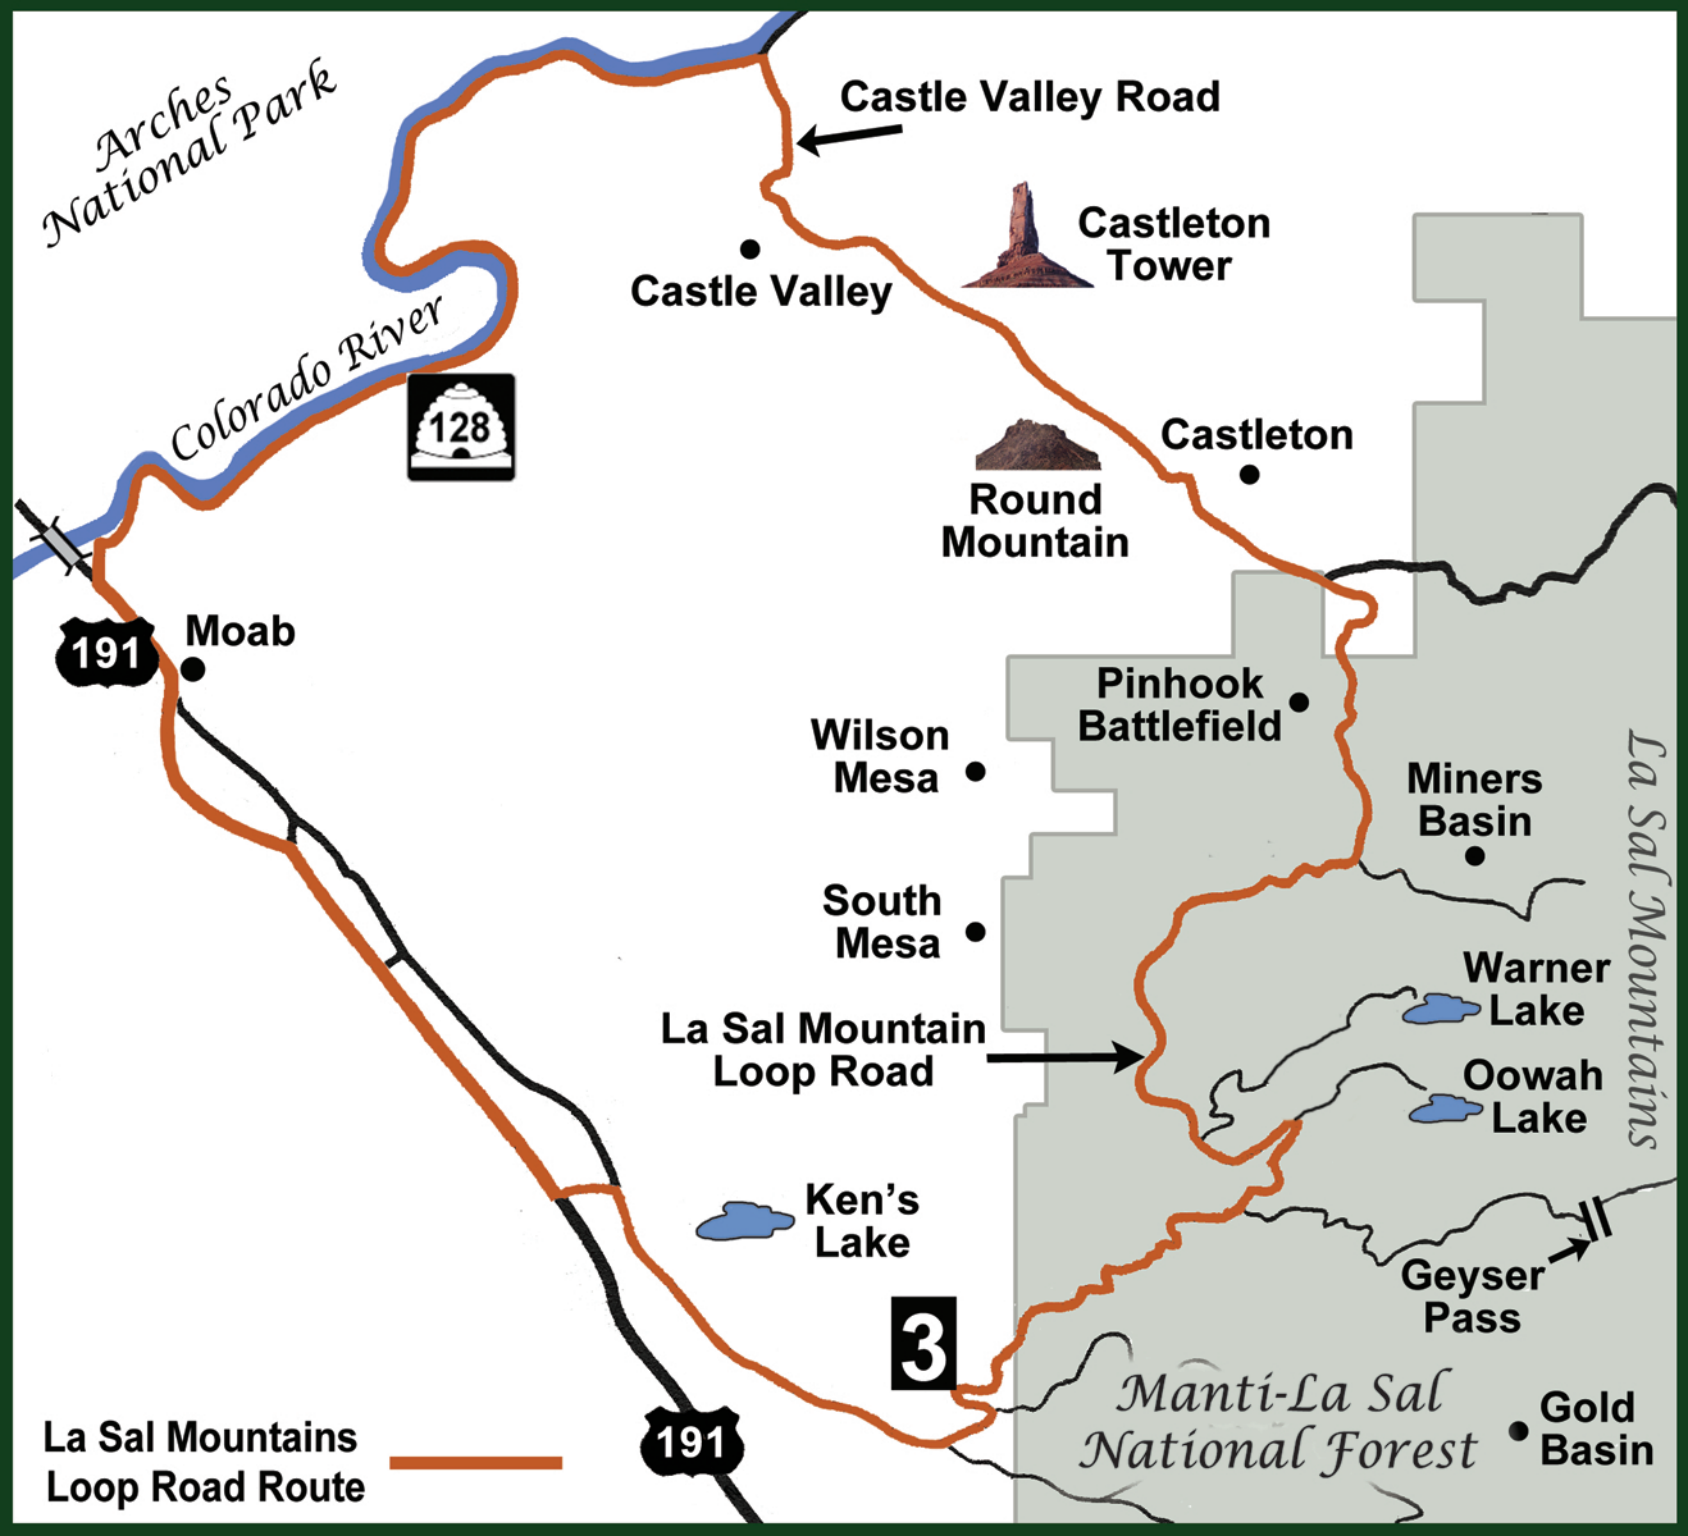 Arches
National Park
Castle Valley Road
Castleton
Tower
Castle Valley
Colorado River
128
Castleton
Round
Mountain
191
Moab
Pinhook
Battlefield
Wilson
Mesa
Miners
Basin
La Sal Mountains
South
Mesa
Warner
Lake
La Sal Mountain
Loop Road
Oowah
Lake
Ken's
Lake
Geyser
Pass
3
Manti-La Sal
National Forest
Gold
Basin
191
La Sal Mountains
Loop Road Route